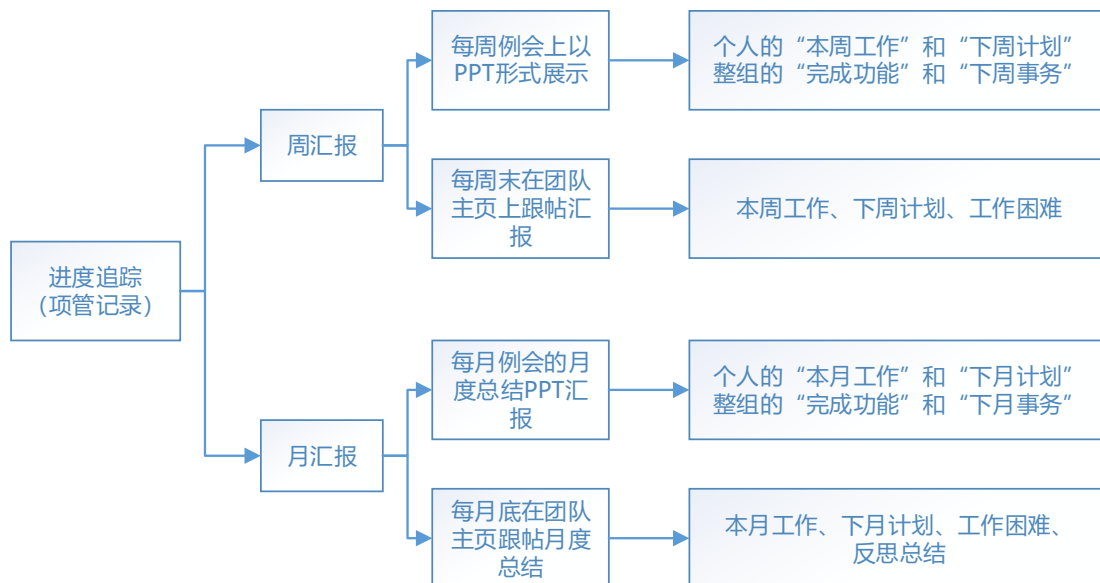 进度追踪
（项管记录）
周汇报
每周例会上以
PPT形式展示
个人的“本周工作”和“下周计划”
整组的“完成功能”和“下周事务”
每周末在团队
主页上跟帖汇
报
本周工作、下周计划、工作困难
月汇报
每月例会的月
度总结PPT汇
报
个人的“本月工作”和“下月计划”
整组的“完成功能”和“下月事务”
每月底在团队
主页跟帖月度
总结
本月工作、下月计划、工作困难、
反思总结